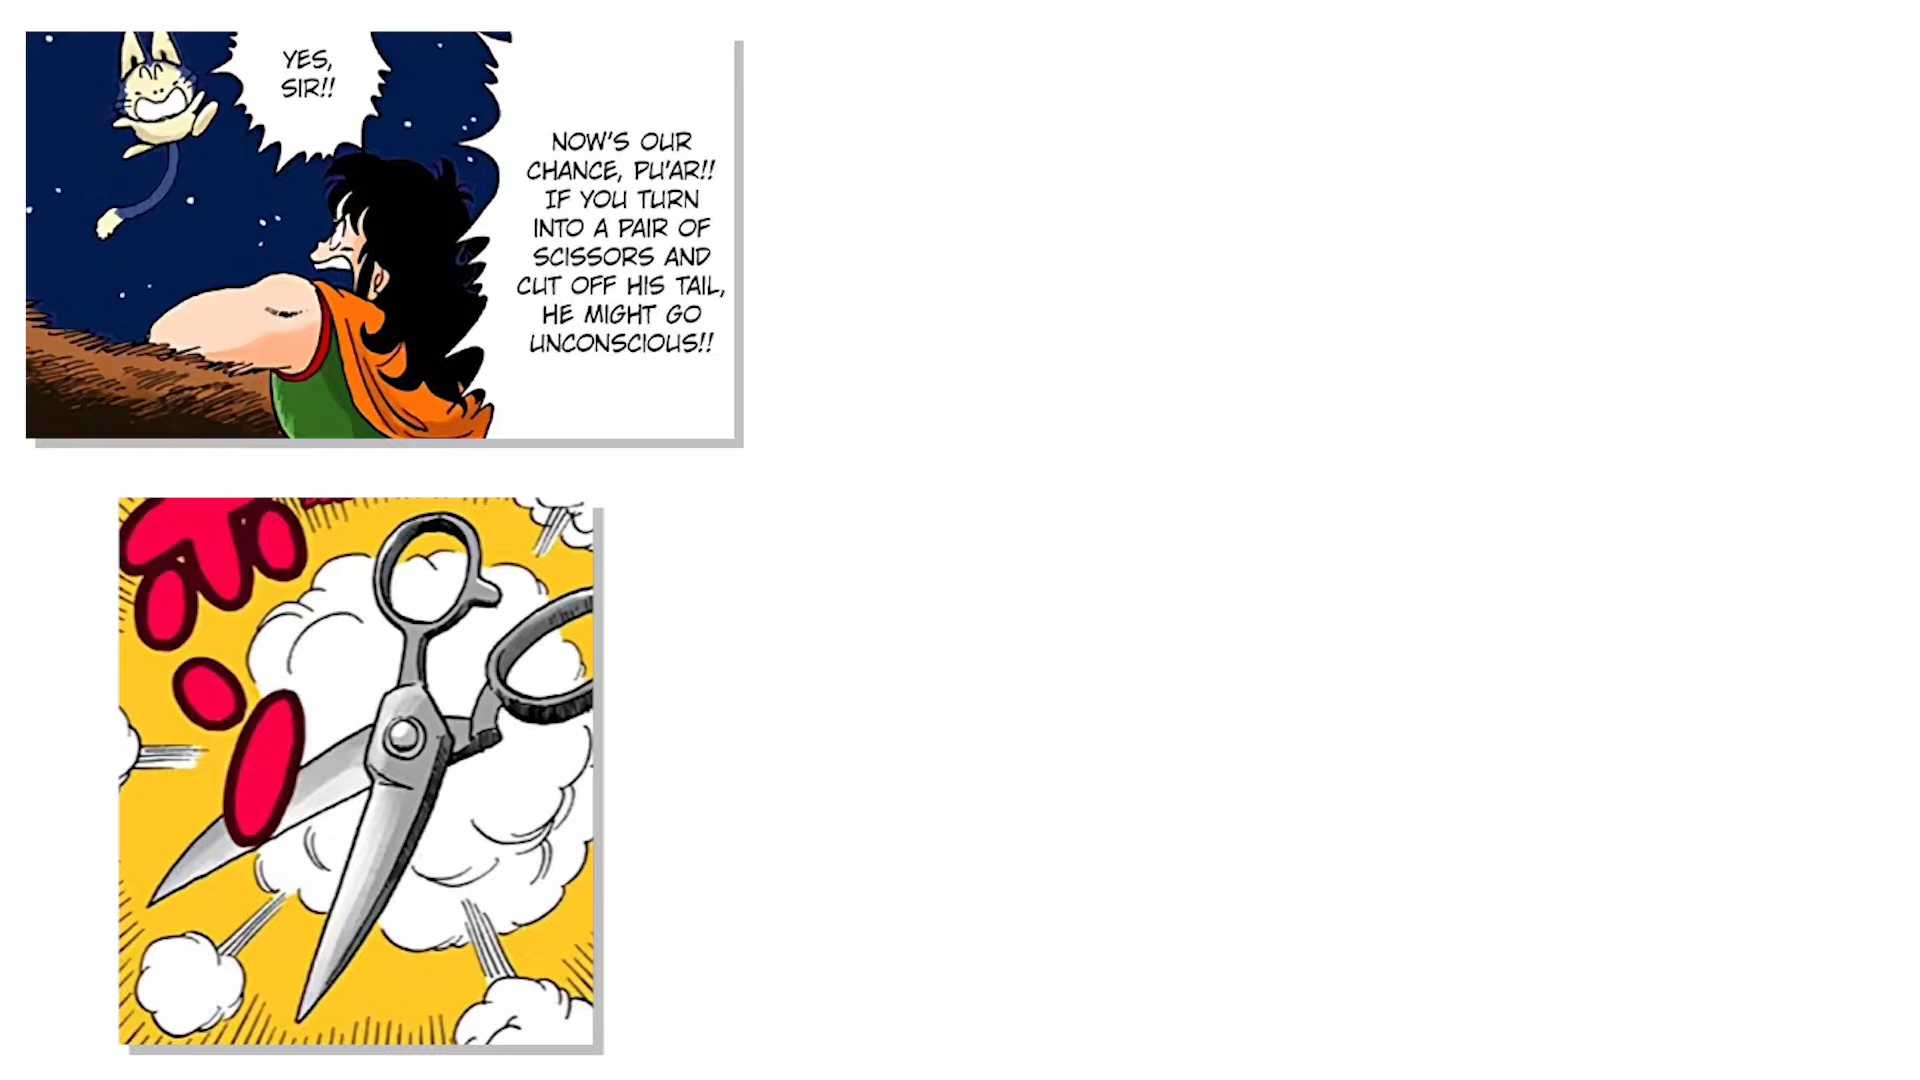 YES,
SIR!!
NOW'S OUR
CHANCE, PU'AR!!
IF YOU TURN
INTO A PAIR OF
SCISSORS AND
CUT OFF HIS TAIL,
HE MIGHT GO
UNCONSCIOUS!!